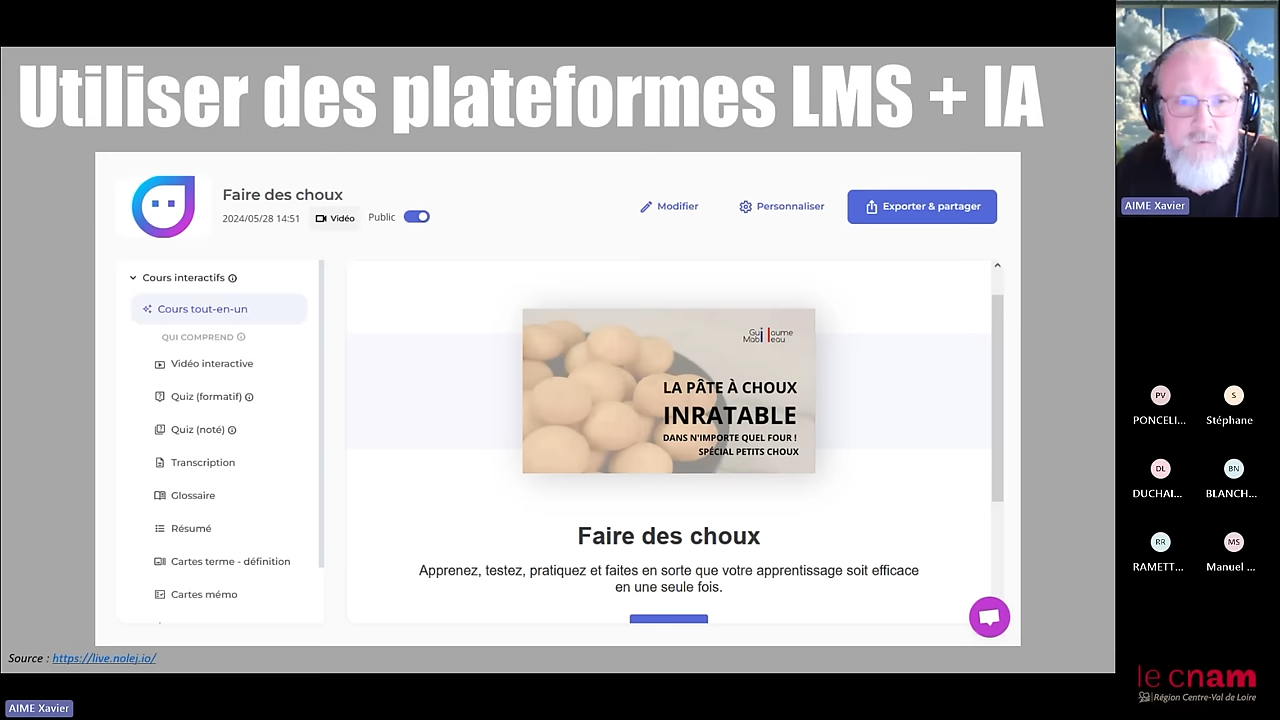 Utiliser des plateformes LMS + IA
Faire des choux
2024/05/28 14:51
Vidéo
Public
Modifier
Personnaliser
Exporter & partager
Cours interactifs
Cours tout-en-un
QUI COMPREND
Vidéo interactive
Quiz (formatif)
Quiz (noté)
Transcription
Glossaire
Résumé
Cartes terme - définition
Cartes mémo
Guillaume
Mabilleau
LA PÂTE À CHOUX
INRATABLE
DANS N'IMPORTE QUEL FOUR !
SPÉCIAL PETITS CHOUX
Faire des choux
Apprenez, testez, pratiquez et faites en sorte que votre apprentissage soit efficace
en une seule fois.
Source : https://live.nolej.io/
AIME Xavier
AIME Xavier
PV
S
PONCELI...
Stéphane
DL
BN
DUCHAI...
BLANCH...
RR
MS
RAMETT...
Manuel ...
le cnam
Région Centre-Val de Loire